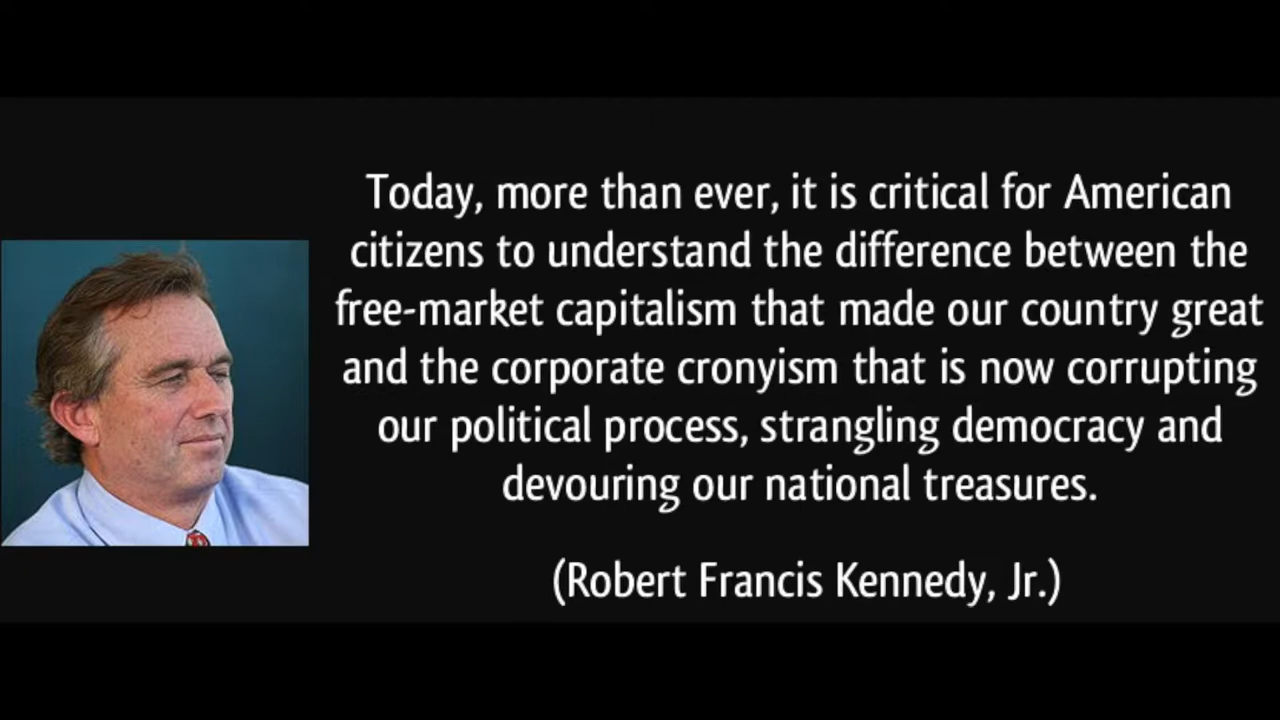 Today, more than ever, it is critical for American
citizens to understand the difference between the
free-market capitalism that made our country great
and the corporate cronyism that is now corrupting
our political process, strangling democracy and
devouring our national treasures.
(Robert Francis Kennedy, Jr.)